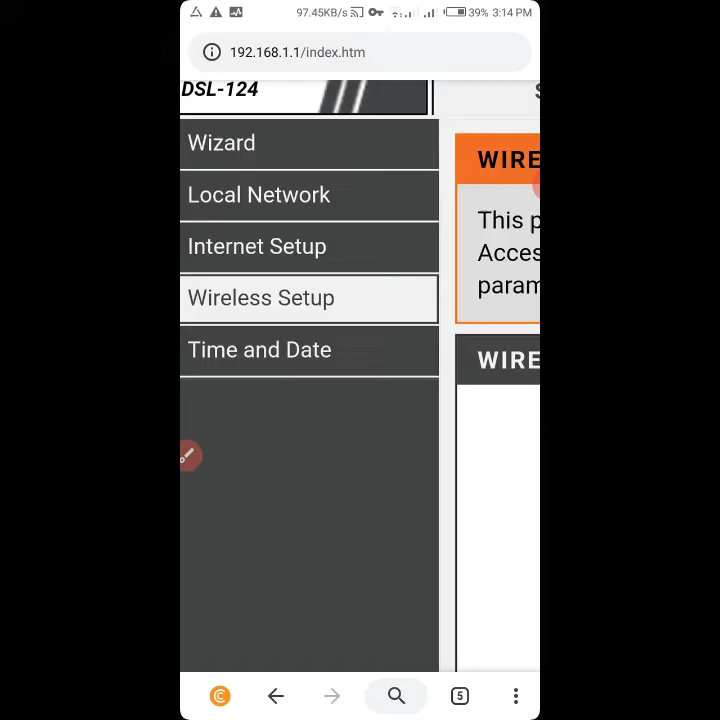 97.45KB/s 39% 3:14 PM
192.168.1.1/index.htm
DSL-124
Wizard
Local Network
Internet Setup
Wireless Setup
Time and Date
WIRE
This p
Acces
param
WIRE
5